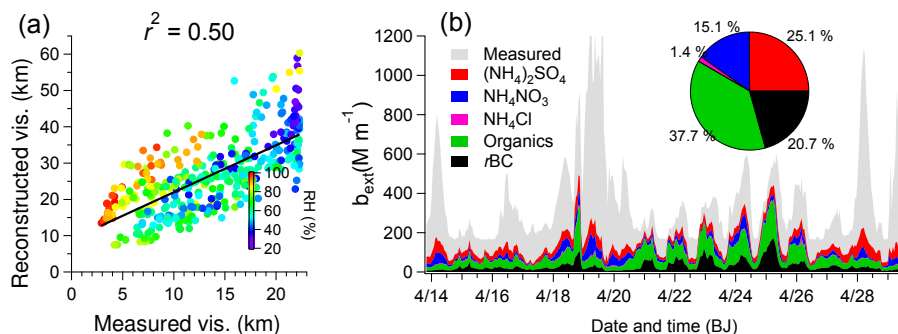 (a)
r² = 0.50
Reconstructed vis. (km)
60
50
40
30
20
10
0
0
5
10
15
20
Measured vis. (km)
100
80
60
40
20
RH (%)
(b)
b_ext(M m⁻¹)
1200
1000
800
600
400
200
0
Measured
(NH₄)₂SO₄
NH₄NO₃
NH₄Cl
Organics
rBC
15.1 %
25.1 %
1.4 %
37.7 %
20.7 %
4/14
4/16
4/18
4/20
4/22
4/24
4/26
4/28
Date and time (BJ)